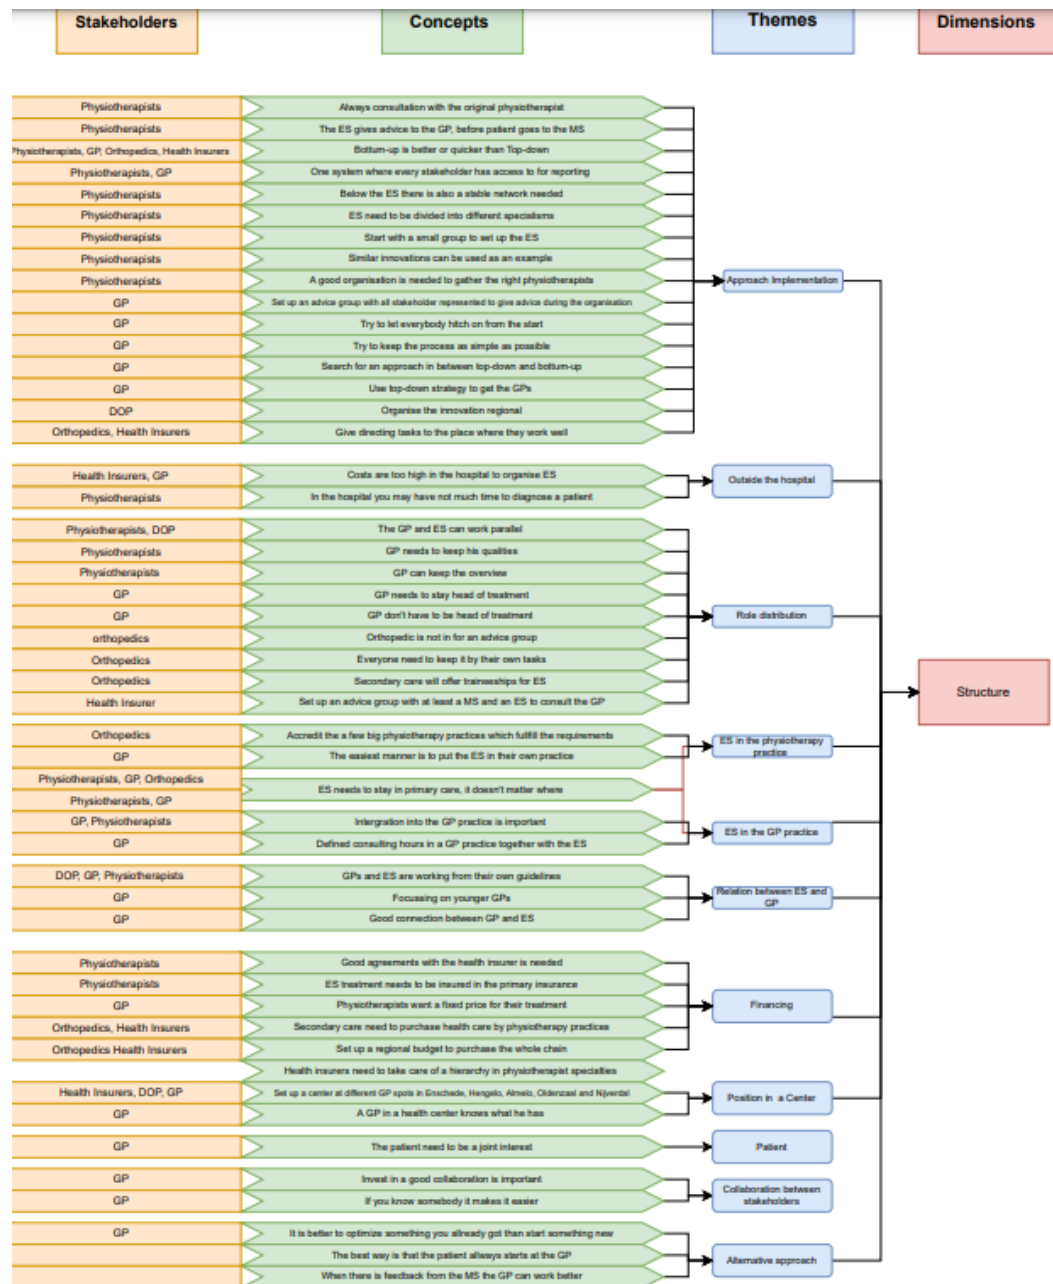 Stakeholders Concepts Themes Dimensions
Physiotherapists Always consultation with the original physiotherapist
Physiotherapists The ES gives advice to the GP, before patient goes to the MS
Physiotherapists, GP, Orthopedics, Health Insurers Bottum-up is better or quicker than Top-down
Physiotherapists, GP One system where every stakeholder has access to for reporting
Physiotherapists Below the ES there is also a stable network needed
Physiotherapists ES need to be divided into different specialisms
Physiotherapists Start with a small group to set up the ES
Physiotherapists Similar innovations can be used as an example
Physiotherapists A good organisation is needed to gather the right physiotherapists Approach Implementation
GP Set up an advice group with all stakeholder represented to give advice during the organisation
GP Try to let everybody hitch on from the start
GP Try to keep the process as simple as possible
GP Search for an approach in between top-down and bottum-up
GP Use top-down strategy to get the GPs
DOP Organise the innovation regional
Orthopedics, Health Insurers Give directing tasks to the place where they work well
Health Insurers, GP Costs are too high in the hospital to organise ES Outside the hospital
Physiotherapists In the hospital you may have not much time to diagnose a patient
Physiotherapists, DOP The GP and ES can work parallel
Physiotherapists GP needs to keep his qualities
Physiotherapists GP can keep the overview
GP GP needs to stay head of treatment
GP GP don't have to be head of treatment Role distribution
orthopedics Orthopedic is not in for an advice group
Orthopedics Everyone need to keep it by their own tasks
Orthopedics Secondary care will offer traineeships for ES
Health Insurer Set up an advice group with at least a MS and an ES to consult the GP Structure
Orthopedics Accredit the a few big physiotherapy practices which fullfill the requirements ES in the physiotherapy
practice
GP The easiest manner is to put the ES in their own practice
Physiotherapists, GP, Orthopedics
ES needs to stay in primary care, it doesn't matter where
Physiotherapists, GP
GP, Physiotherapists Intergration into the GP practice is important
ES in the GP practice
GP Defined consulting hours in a GP practice together with the ES
DOP, GP, Physiotherapists GPs and ES are working from their own guidelines
GP Focussing on younger GPs Relation between ES and
GP
GP Good connection between GP and ES
Physiotherapists Good agreements with the health insurer is needed
Physiotherapists ES treatment needs to be insured in the primary insurance
GP Physiotherapists want a fixed price for their treatment Financing
Orthopedics, Health Insurers Secondary care need to purchase health care by physiotherapy practices
Orthopedics Health Insurers Set up a regional budget to purchase the whole chain
Health insurers need to take care of a hierarchy in physiotherapist specialties
Health Insurers, DOP, GP Set up a center at different GP spots in Enschede, Hengelo, Almelo, Oldenzaal and Nijverdal Position in a Center
GP A GP in a health center knows what he has
GP The patient need to be a joint interest Patient
GP Invest in a good collaboration is important Collaboration between
stakeholders
GP If you know somebody it makes it easier
GP It is better to optimize something you allready got than start something new
The best way is that the patient allways starts at the GP Alternative approach
When there is feedback from the MS the GP can work better